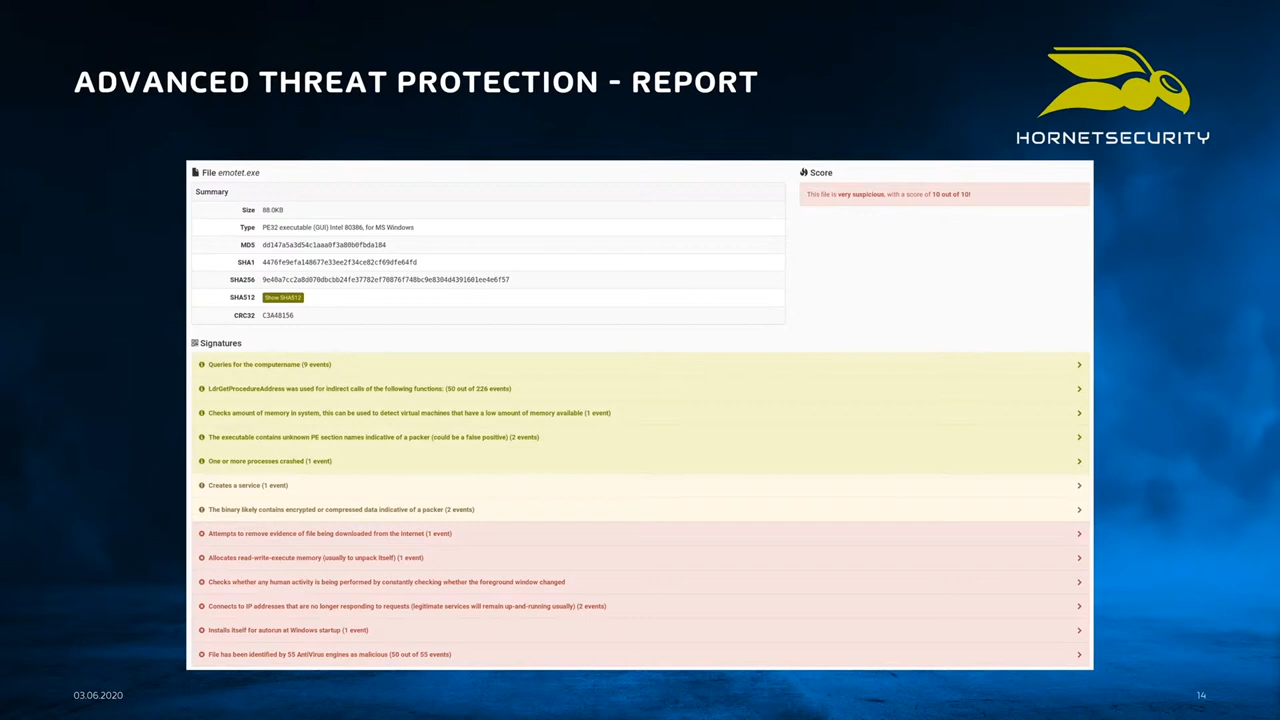 ADVANCED THREAT PROTECTION - REPORT
HORNETSECURITY
File emotet.exe
Summary
Size 88.0KB
Type PE32 executable (GUI) Intel 80386, for MS Windows
MD5 dd147a5a3d54c1aaa0f3a80b0fbda184
SHA1 4476fe9efa148677e33ee2f34ce82cf69dfe64fd
SHA256 9e40a7cc2a8d070dbcbb24fe37782ef70876f748bc9e8304d4391601ee4e6f57
SHA512 Show SHA512
CRC32 C3A48156
Score
This file is very suspicious, with a score of 10 out of 10!
Signatures
Queries for the computername (9 events)
LdrGetProcedureAddress was used for indirect calls of the following functions: (50 out of 226 events)
Checks amount of memory in system, this can be used to detect virtual machines that have a low amount of memory available (1 event)
The executable contains unknown PE section names indicative of a packer (could be a false positive) (2 events)
One or more processes crashed (1 event)
Creates a service (1 event)
The binary likely contains encrypted or compressed data indicative of a packer (2 events)
Attempts to remove evidence of file being downloaded from the Internet (1 event)
Allocates read-write-execute memory (usually to unpack itself) (1 event)
Checks whether any human activity is being performed by constantly checking whether the foreground window changed
Connects to IP addresses that are no longer responding to requests (legitimate services will remain up-and-running usually) (2 events)
Installs itself for autorun at Windows startup (1 event)
File has been identified by 55 AntiVirus engines as malicious (50 out of 55 events)
03.06.2020
14